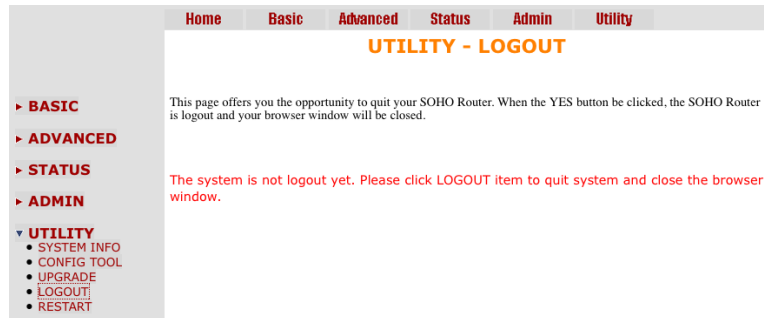 Home Basic Advanced Status Admin Utility
UTILITY - LOGOUT
BASIC
ADVANCED
STATUS
ADMIN
UTILITY
SYSTEM INFO
CONFIG TOOL
UPGRADE
LOGOUT
RESTART
This page offers you the opportunity to quit your SOHO Router. When the YES button be clicked, the SOHO Router
is logout and your browser window will be closed.
The system is not logout yet. Please click LOGOUT item to quit system and close the browser
window.